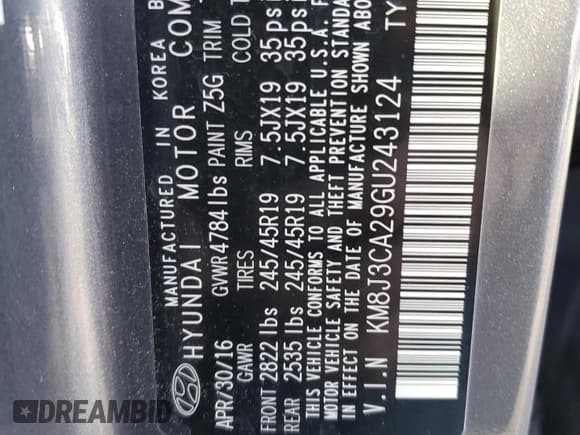 MANUFACTURED IN KOREA B
HYUNDAI MOTOR COM
APR/30/16 GVWR 4784 lbs PAINT Z5G TRIM
GAWR TIRES RIMS COLD T
FRONT 2822 lbs 245/45R19 7.5JX19 35psi
REAR 2535 lbs 245/45R19 7.5JX19 35psi
THIS VEHICLE CONFORMS TO ALL APPLICABLE U.S.A. F
MOTOR VEHICLE SAFETY AND THEFT PREVENTION STANDA
IN EFFECT ON THE DATE OF MANUFACTURE SHOWN ABO
V.I.N KM8J3CA29GU243124 TY
DREAMBID